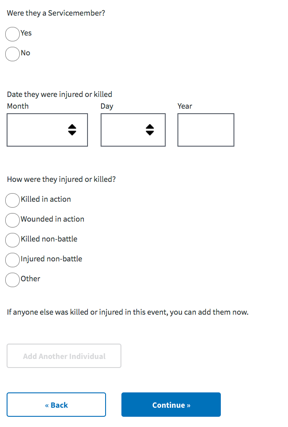 Were they a Servicemember?
Yes
No
Date they were injured or killed
Month Day Year
How were they injured or killed?
Killed in action
Wounded in action
Killed non-battle
Injured non-battle
Other
If anyone else was killed or injured in this event, you can add them now.
Add Another Individual
« Back Continue »